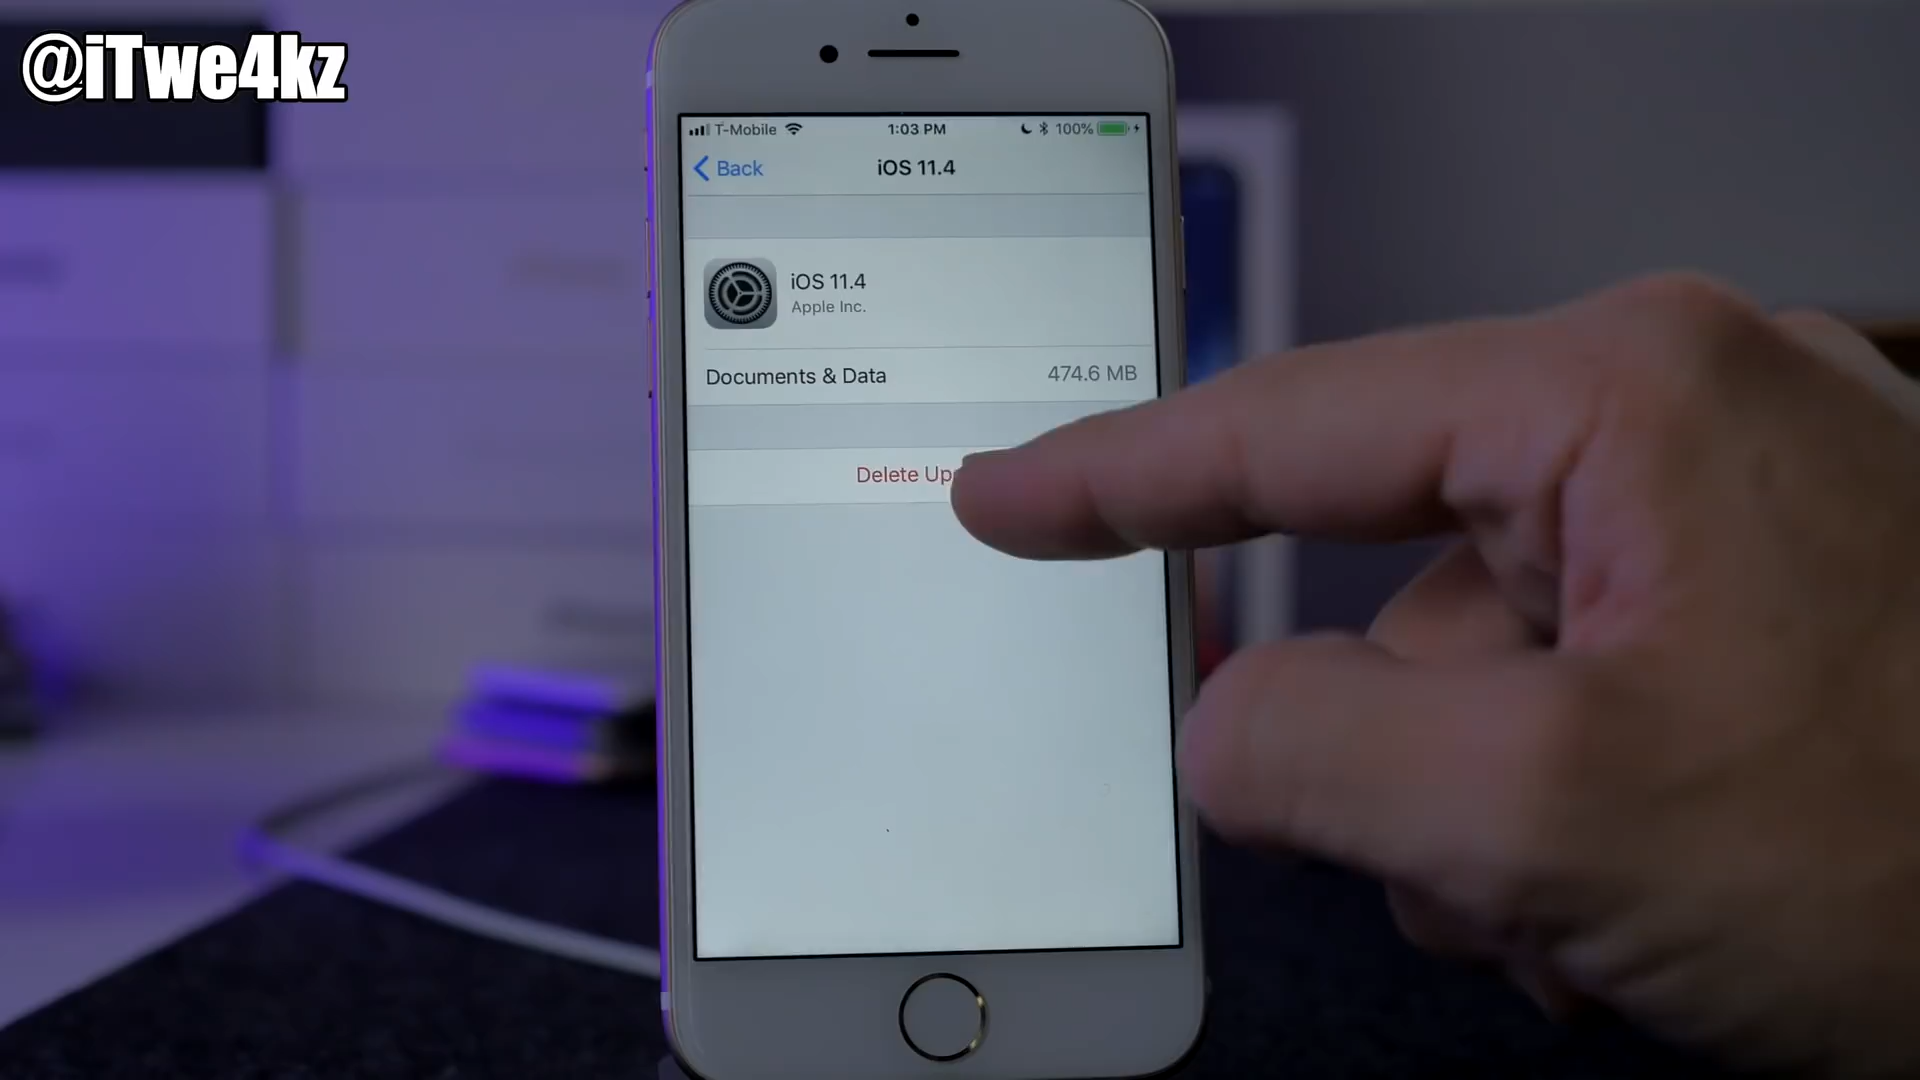 @iTwe4kz
T-Mobile 1:03 PM 100%
Back iOS 11.4
iOS 11.4
Apple Inc.
Documents & Data 474.6 MB
Delete Up